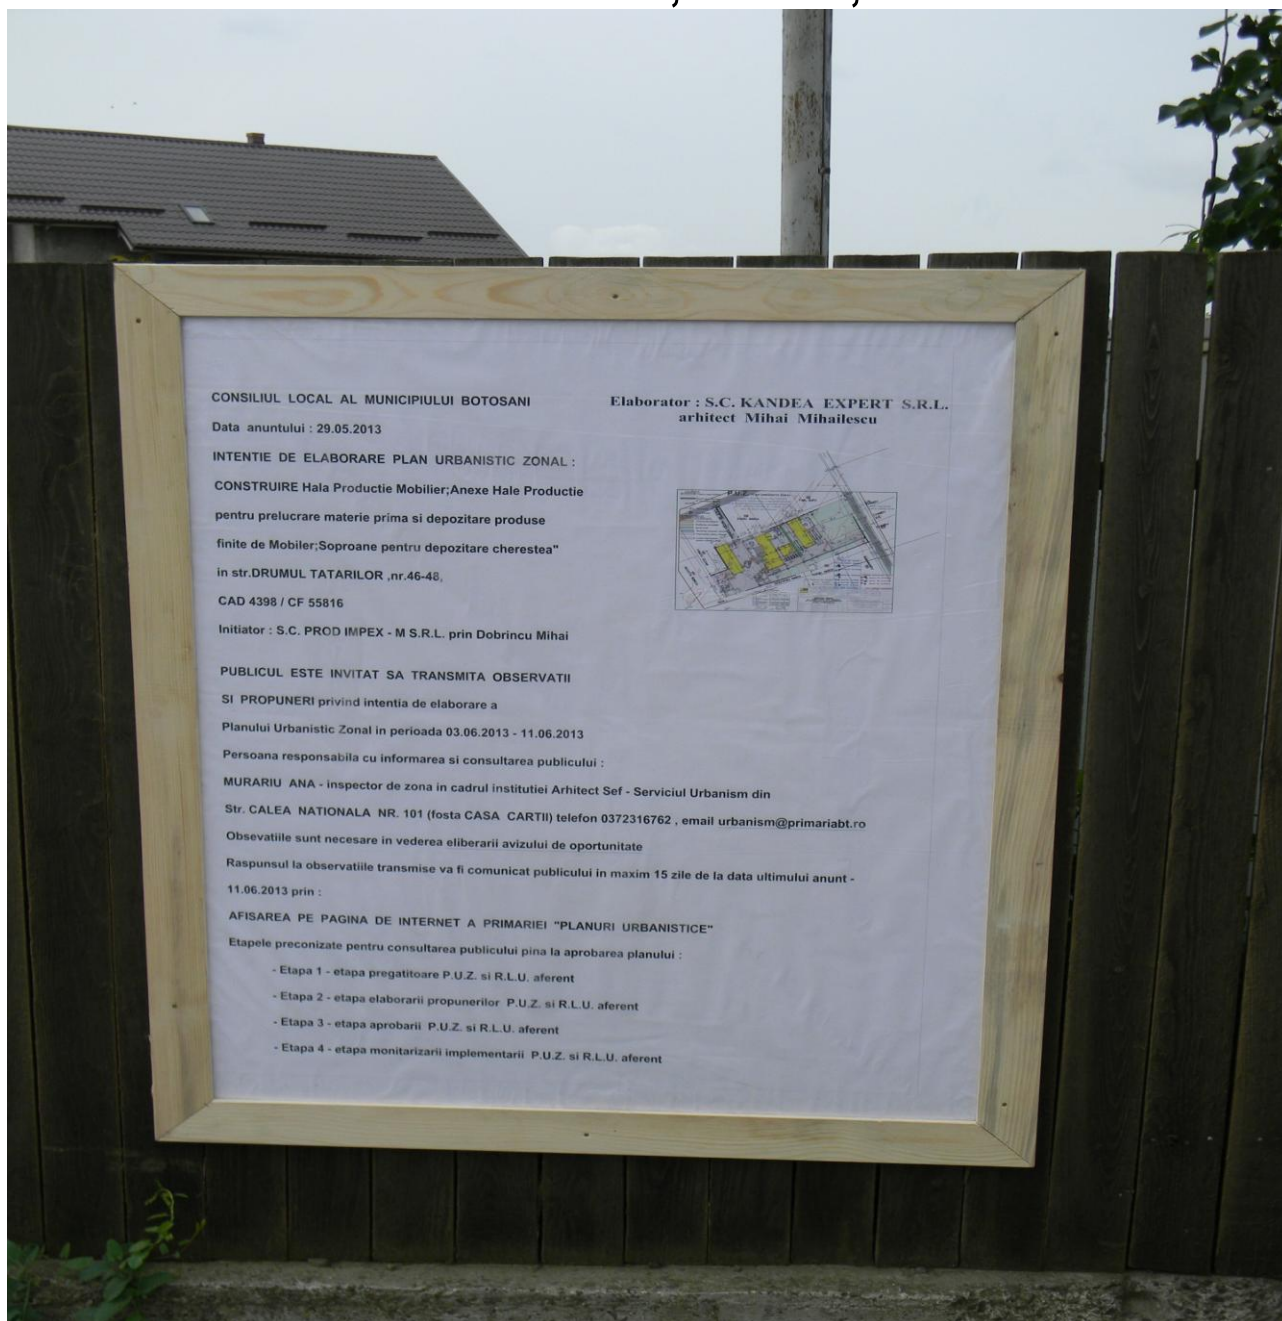 CONSILIUL LOCAL AL MUNICIPIULUI BOTOSANI
Elaborator : S.C. KANDEA EXPERT S.R.L.
arhitect Mihai Mihailescu
Data anuntului : 29.05.2013
INTENTIE DE ELABORARE PLAN URBANISTIC ZONAL :
CONSTRUIRE Hala Productie Mobilier;Anexe Hale Productie
pentru prelucrare materie prima si depozitare produse
finite de Mobiler;Soproane pentru depozitare cherestea"
in str.DRUMUL TATARILOR ,nr.46-48,
CAD 4398 / CF 55816
Initiator : S.C. PROD IMPEX - M S.R.L. prin Dobrincu Mihai
PUBLICUL ESTE INVITAT SA TRANSMITA OBSERVATII
SI PROPUNERI privind intentia de elaborare a
Planului Urbanistic Zonal in perioada 03.06.2013 - 11.06.2013
Persoana responsabila cu informarea si consultarea publicului :
MURARIU ANA - inspector de zona in cadrul institutiei Arhitect Sef - Serviciul Urbanism din
Str. CALEA NATIONALA NR. 101 (fosta CASA CARTII) telefon 0372316762 , email urbanism@primariabt.ro
Obsevatiile sunt necesare in vederea eliberarii avizului de oportunitate
Raspunsul la observatiile transmise va fi comunicat publicului in maxim 15 zile de la data ultimului anunt -
11.06.2013 prin :
AFISAREA PE PAGINA DE INTERNET A PRIMARIEI "PLANURI URBANISTICE"
Etapele preconizate pentru consultarea publicului pina la aprobarea planului :
- Etapa 1 - etapa pregatitoare P.U.Z. si R.L.U. aferent
- Etapa 2 - etapa elaborarii propunerilor P.U.Z. si R.L.U. aferent
- Etapa 3 - etapa aprobarii P.U.Z. si R.L.U. aferent
- Etapa 4 - etapa monitarizarii implementarii P.U.Z. si R.L.U. aferent